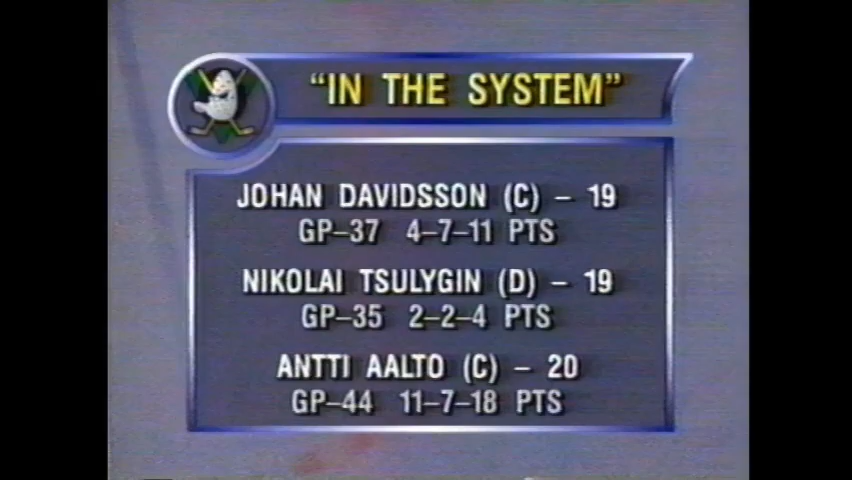 “IN THE SYSTEM”
JOHAN DAVIDSSON (C) – 19
GP–37 4–7–11 PTS
NIKOLAI TSULYGIN (D) – 19
GP–35 2–2–4 PTS
ANTTI AALTO (C) – 20
GP–44 11–7–18 PTS